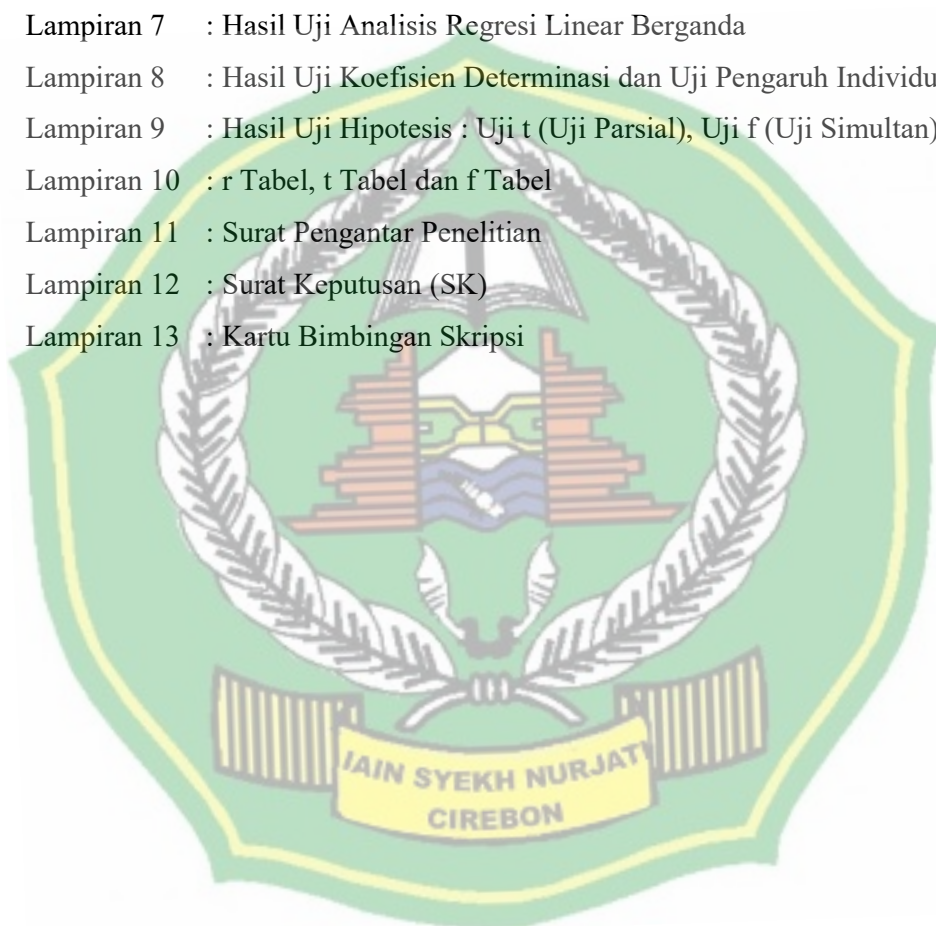 Lampiran 7 : Hasil Uji Analisis Regresi Linear Berganda
Lampiran 8 : Hasil Uji Koefisien Determinasi dan Uji Pengaruh Individu
Lampiran 9 : Hasil Uji Hipotesis : Uji t (Uji Parsial), Uji f (Uji Simultan)
Lampiran 10 : r Tabel, t Tabel dan f Tabel
Lampiran 11 : Surat Pengantar Penelitian
Lampiran 12 : Surat Keputusan (SK)
Lampiran 13 : Kartu Bimbingan Skripsi
IAIN SYEKH NURJATI
CIREBON